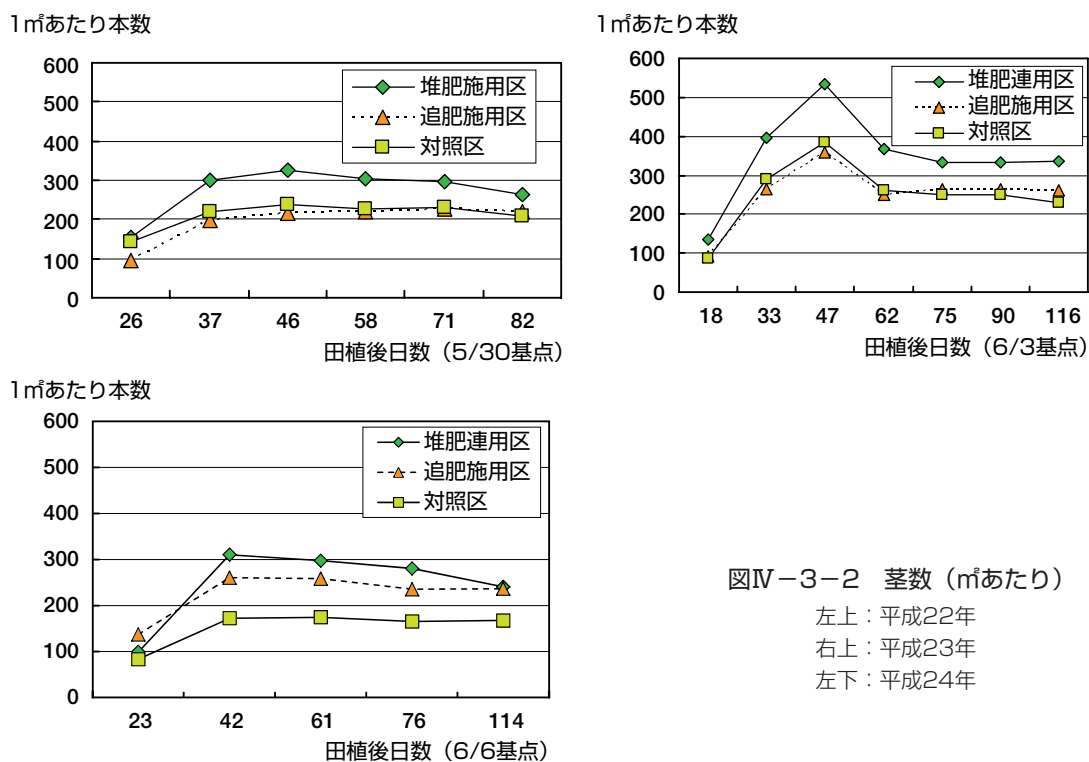 1㎡あたり本数
600
500
400
300
200
100
0
堆肥施用区
追肥施用区
対照区
26 37 46 58 71 82
田植後日数（5/30基点）
1㎡あたり本数
600
500
400
300
200
100
0
堆肥連用区
追肥施用区
対照区
18 33 47 62 75 90 116
田植後日数（6/3基点）
1㎡あたり本数
600
500
400
300
200
100
0
堆肥連用区
追肥施用区
対照区
23 42 61 76 114
田植後日数（6/6基点）
図Ⅳ－3－2　茎数（㎡あたり）
左上：平成22年
右上：平成23年
左下：平成24年